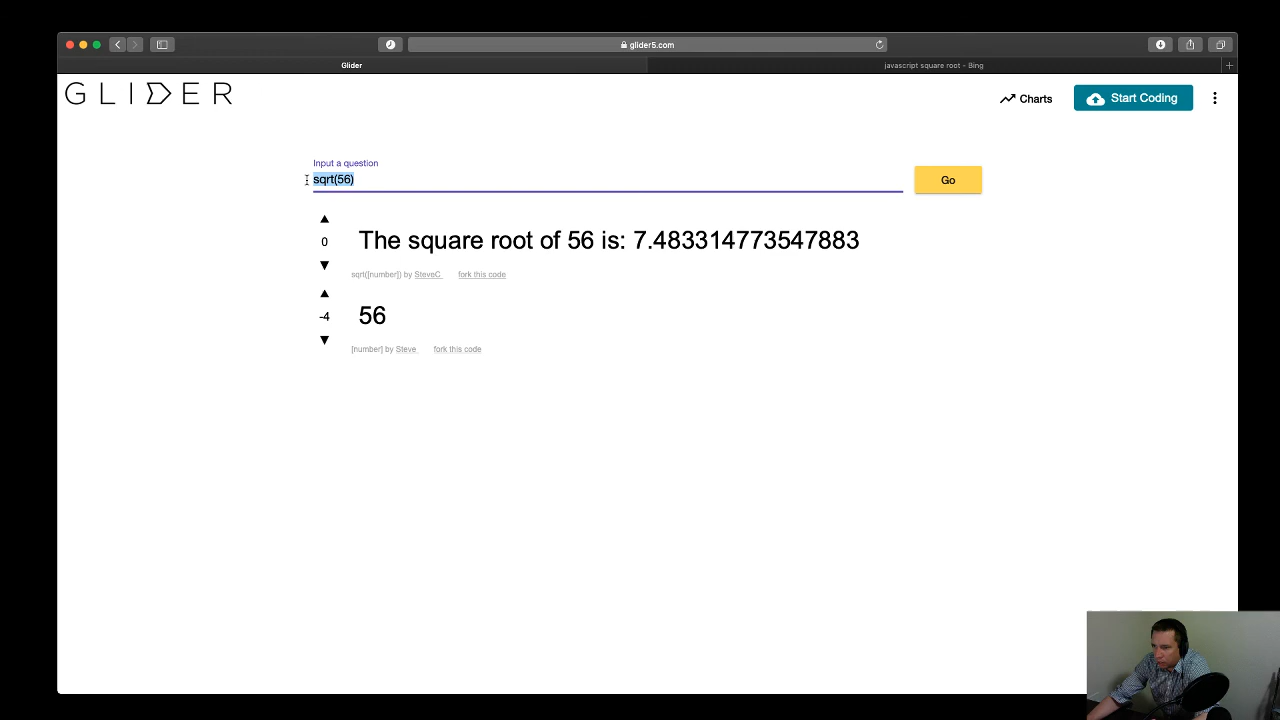 glider5.com
Glider
javascript square root – Bing
GLIDER
Charts
Start Coding
Input a question
sqrt(56)
Go
0
The square root of 56 is: 7.483314773547883
sqrt([number]) by SteveC fork this code
-4
56
[number] by Steve fork this code